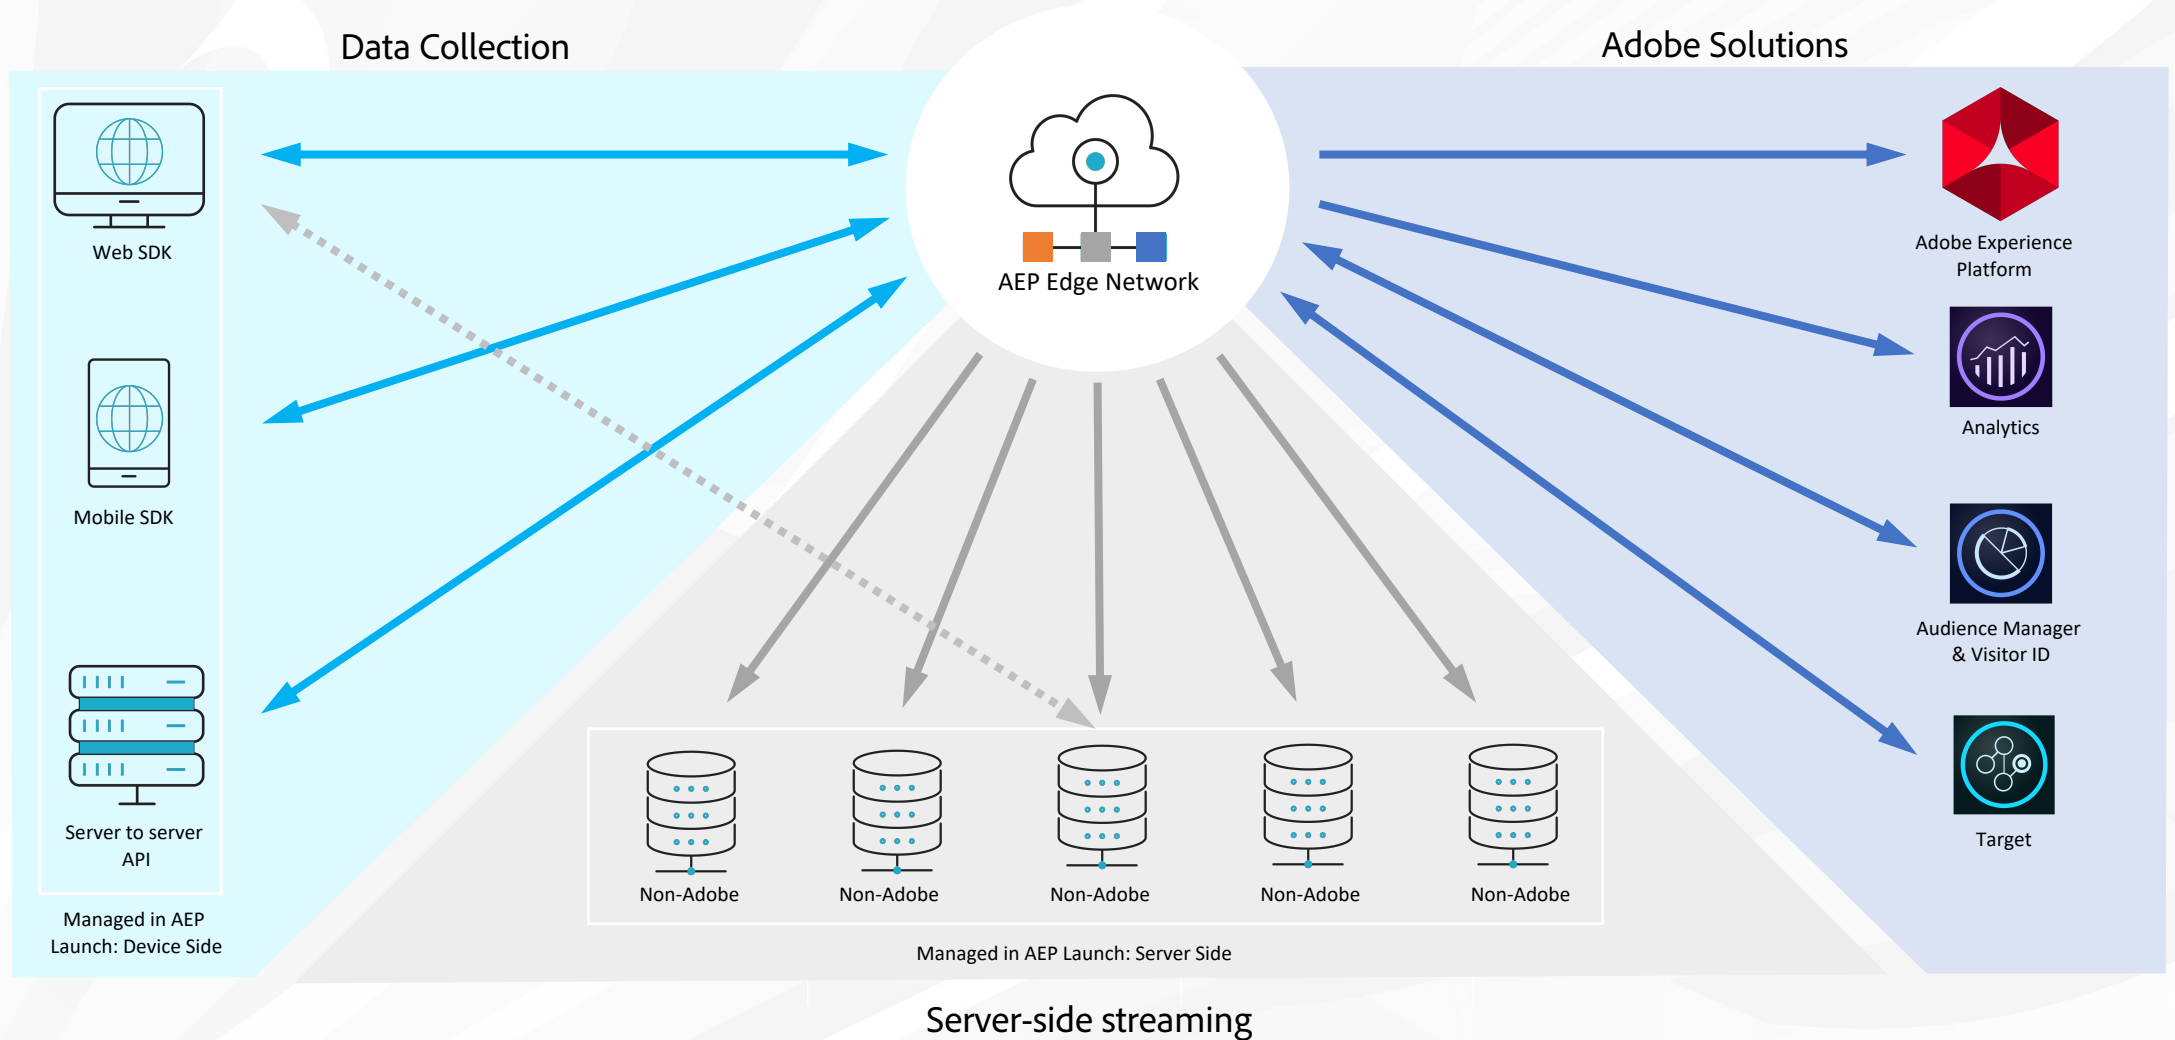 Data Collection
Adobe Solutions
Web SDK
Mobile SDK
Server to server
API
Managed in AEP
Launch: Device Side
AEP Edge Network
Adobe Experience
Platform
Analytics
Audience Manager
& Visitor ID
Target
Non-Adobe
Non-Adobe
Non-Adobe
Non-Adobe
Non-Adobe
Managed in AEP Launch: Server Side
Server-side streaming